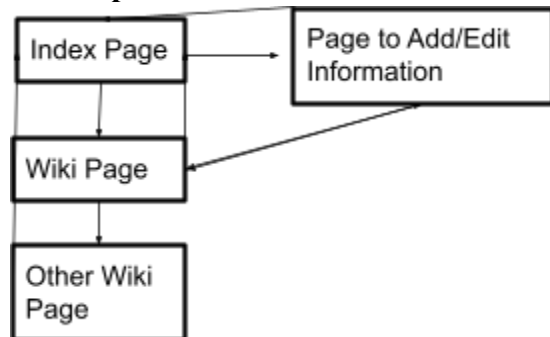 Index Page
Page to Add/Edit
Information
Wiki Page
Other Wiki
Page